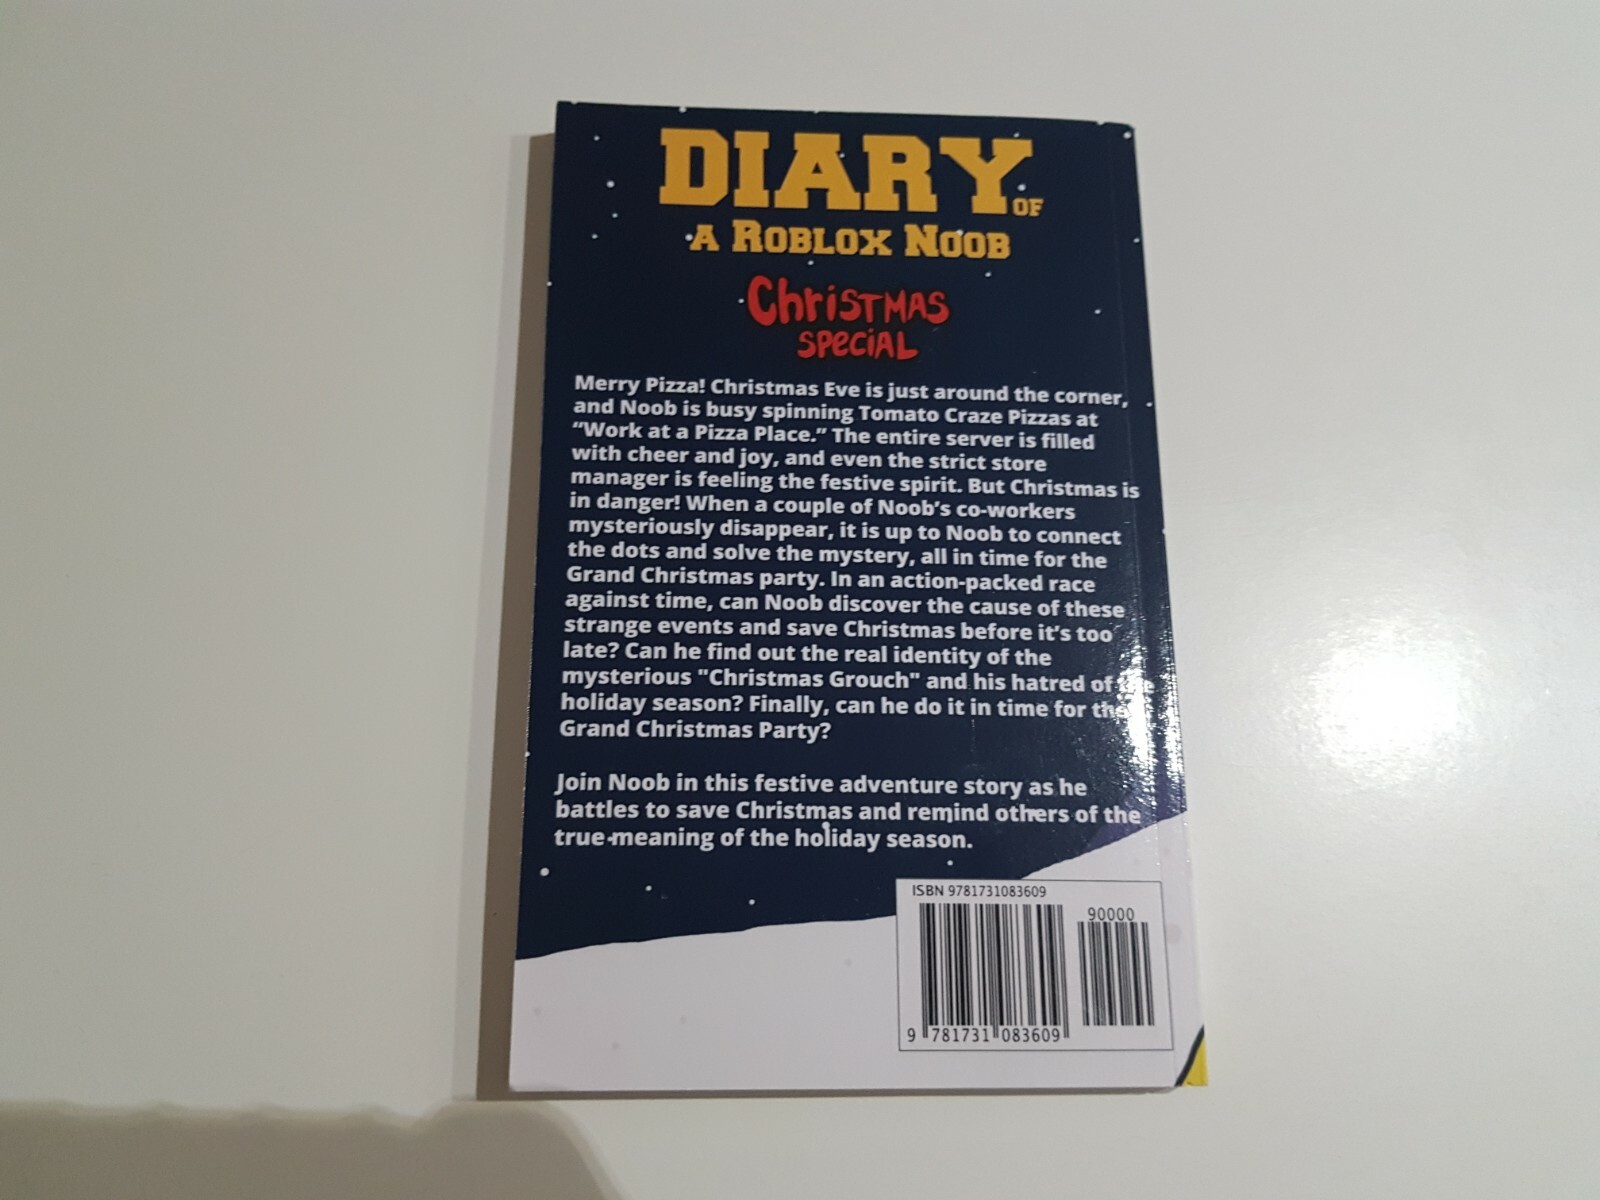 DIARY OF
A ROBLOX NOOB
Christmas
Special
Merry Pizza! Christmas Eve is just around the corner,
and Noob is busy spinning Tomato Craze Pizzas at
“Work at a Pizza Place.” The entire server is filled
with cheer and joy, and even the strict store
manager is feeling the festive spirit. But Christmas is
in danger! When a couple of Noob’s co-workers
mysteriously disappear, it is up to Noob to connect
the dots and solve the mystery, all in time for the
Grand Christmas party. In an action-packed race
against time, can Noob discover the cause of these
strange events and save Christmas before it’s too
late? Can he find out the real identity of the
mysterious "Christmas Grouch" and his hatred of the
holiday season? Finally, can he do it in time for the
Grand Christmas Party?
Join Noob in this festive adventure story as he
battles to save Christmas and remind others of the
true meaning of the holiday season.
ISBN 9781731083609
90000
9 781731 083609